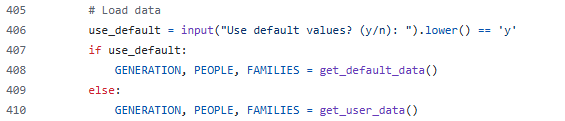 405 # Load data
406 use_default = input("Use default values? (y/n): ").lower() == 'y'
407 if use_default:
408 GENERATION, PEOPLE, FAMILIES = get_default_data()
409 else:
410 GENERATION, PEOPLE, FAMILIES = get_user_data()